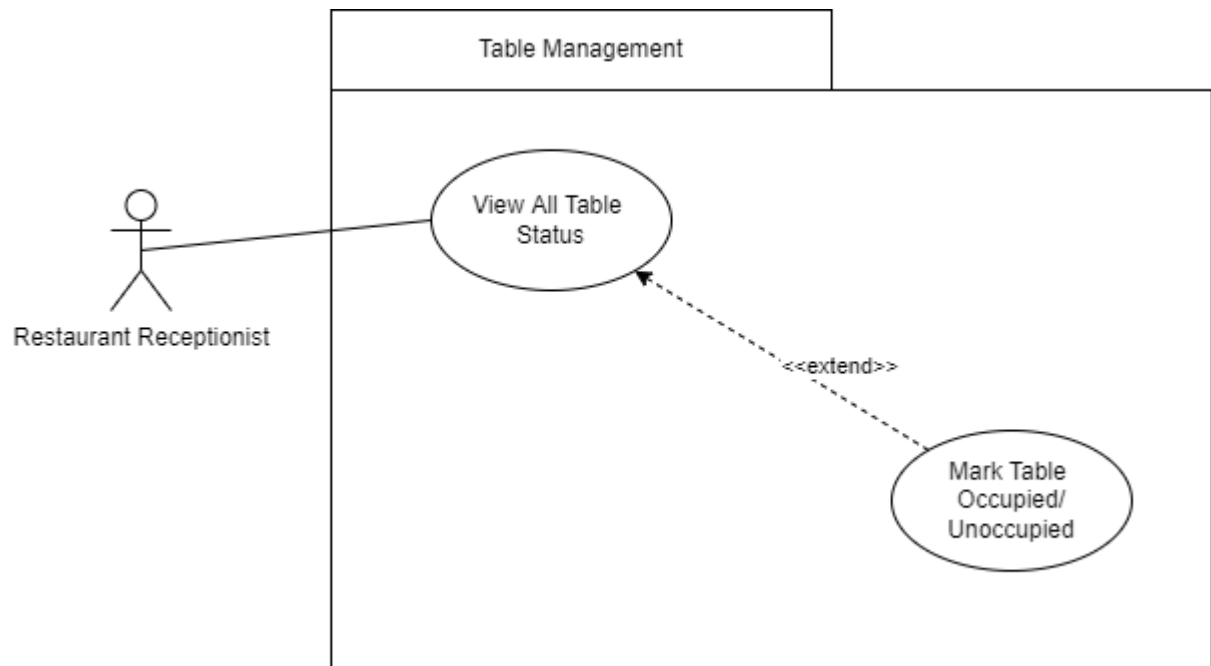 Table Management
View All Table
Status
Restaurant Receptionist
<<extend>>
Mark Table
Occupied/
Unoccupied